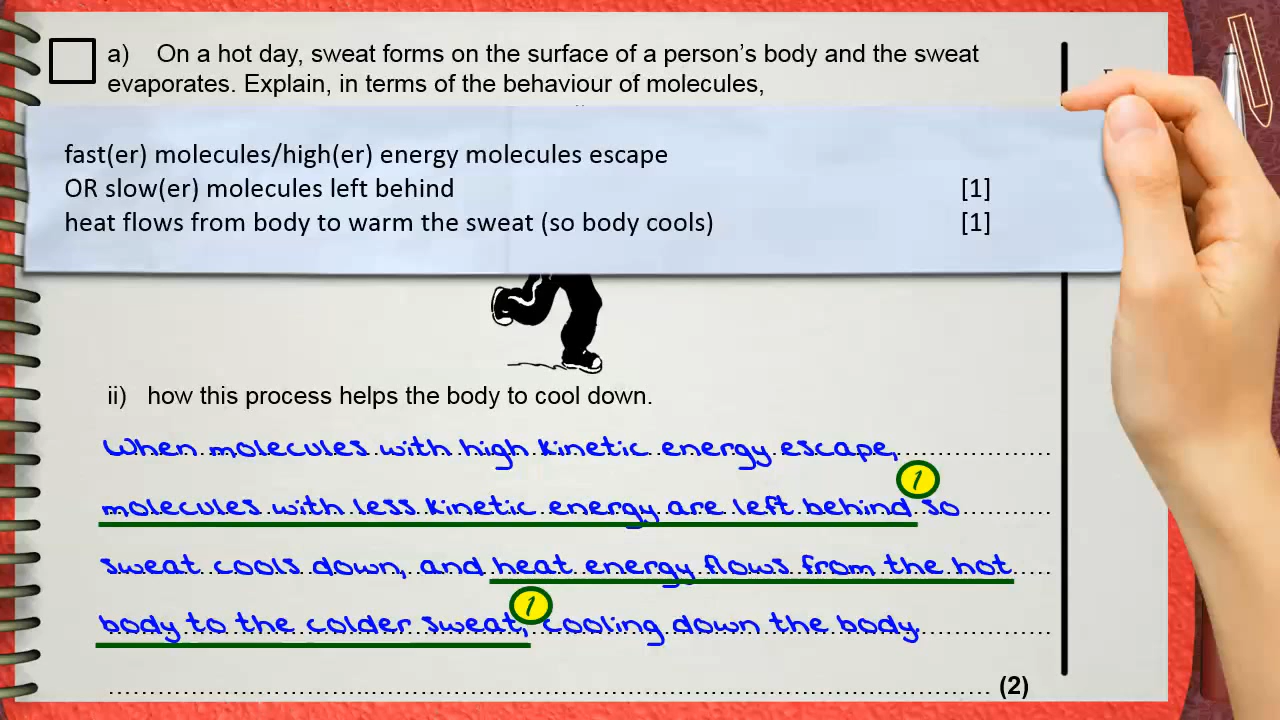 a) On a hot day, sweat forms on the surface of a person's body and the sweat
evaporates. Explain, in terms of the behaviour of molecules,
fast(er) molecules/high(er) energy molecules escape
OR slow(er) molecules left behind [1]
heat flows from body to warm the sweat (so body cools) [1]
ii) how this process helps the body to cool down.
When molecules with high kinetic energy escape,
1
molecules with less kinetic energy are left behind so
sweat cools down, and heat energy flows from the hot
1
body to the colder sweat, cooling down the body.
(2)